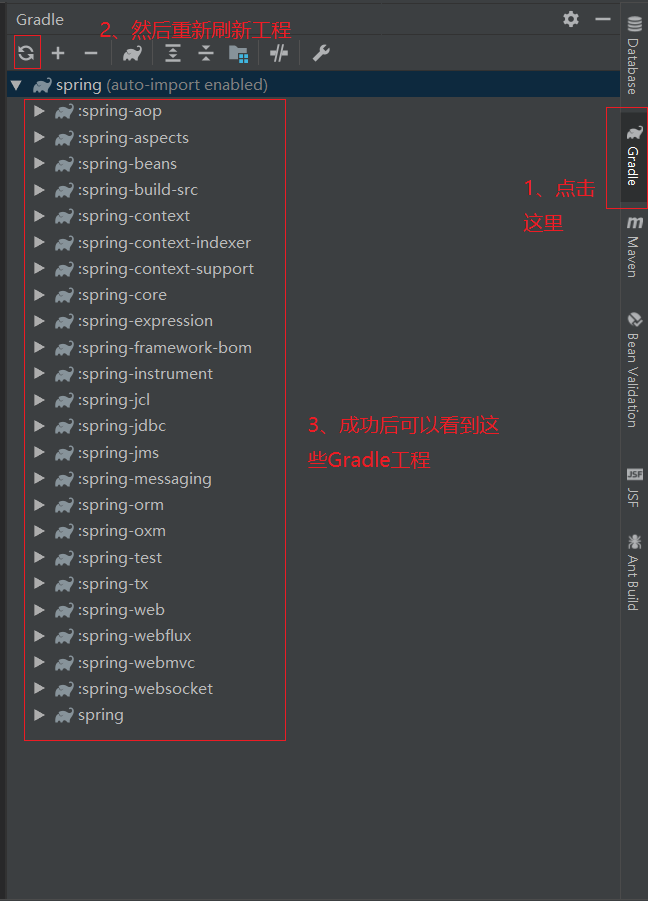 Gradle
2、然后重新刷新工程
spring (auto-import enabled)
:spring-aop
:spring-aspects
:spring-beans
:spring-build-src
:spring-context
:spring-context-indexer
:spring-context-support
:spring-core
:spring-expression
:spring-framework-bom
:spring-instrument
:spring-jcl
:spring-jdbc
:spring-jms
:spring-messaging
:spring-orm
:spring-oxm
:spring-test
:spring-tx
:spring-web
:spring-webflux
:spring-webmvc
:spring-websocket
spring
1、点击
这里
3、成功后可以看到这
些Gradle工程
Database
Gradle
m
Maven
Bean Validation
JSF
JSF
Ant Build